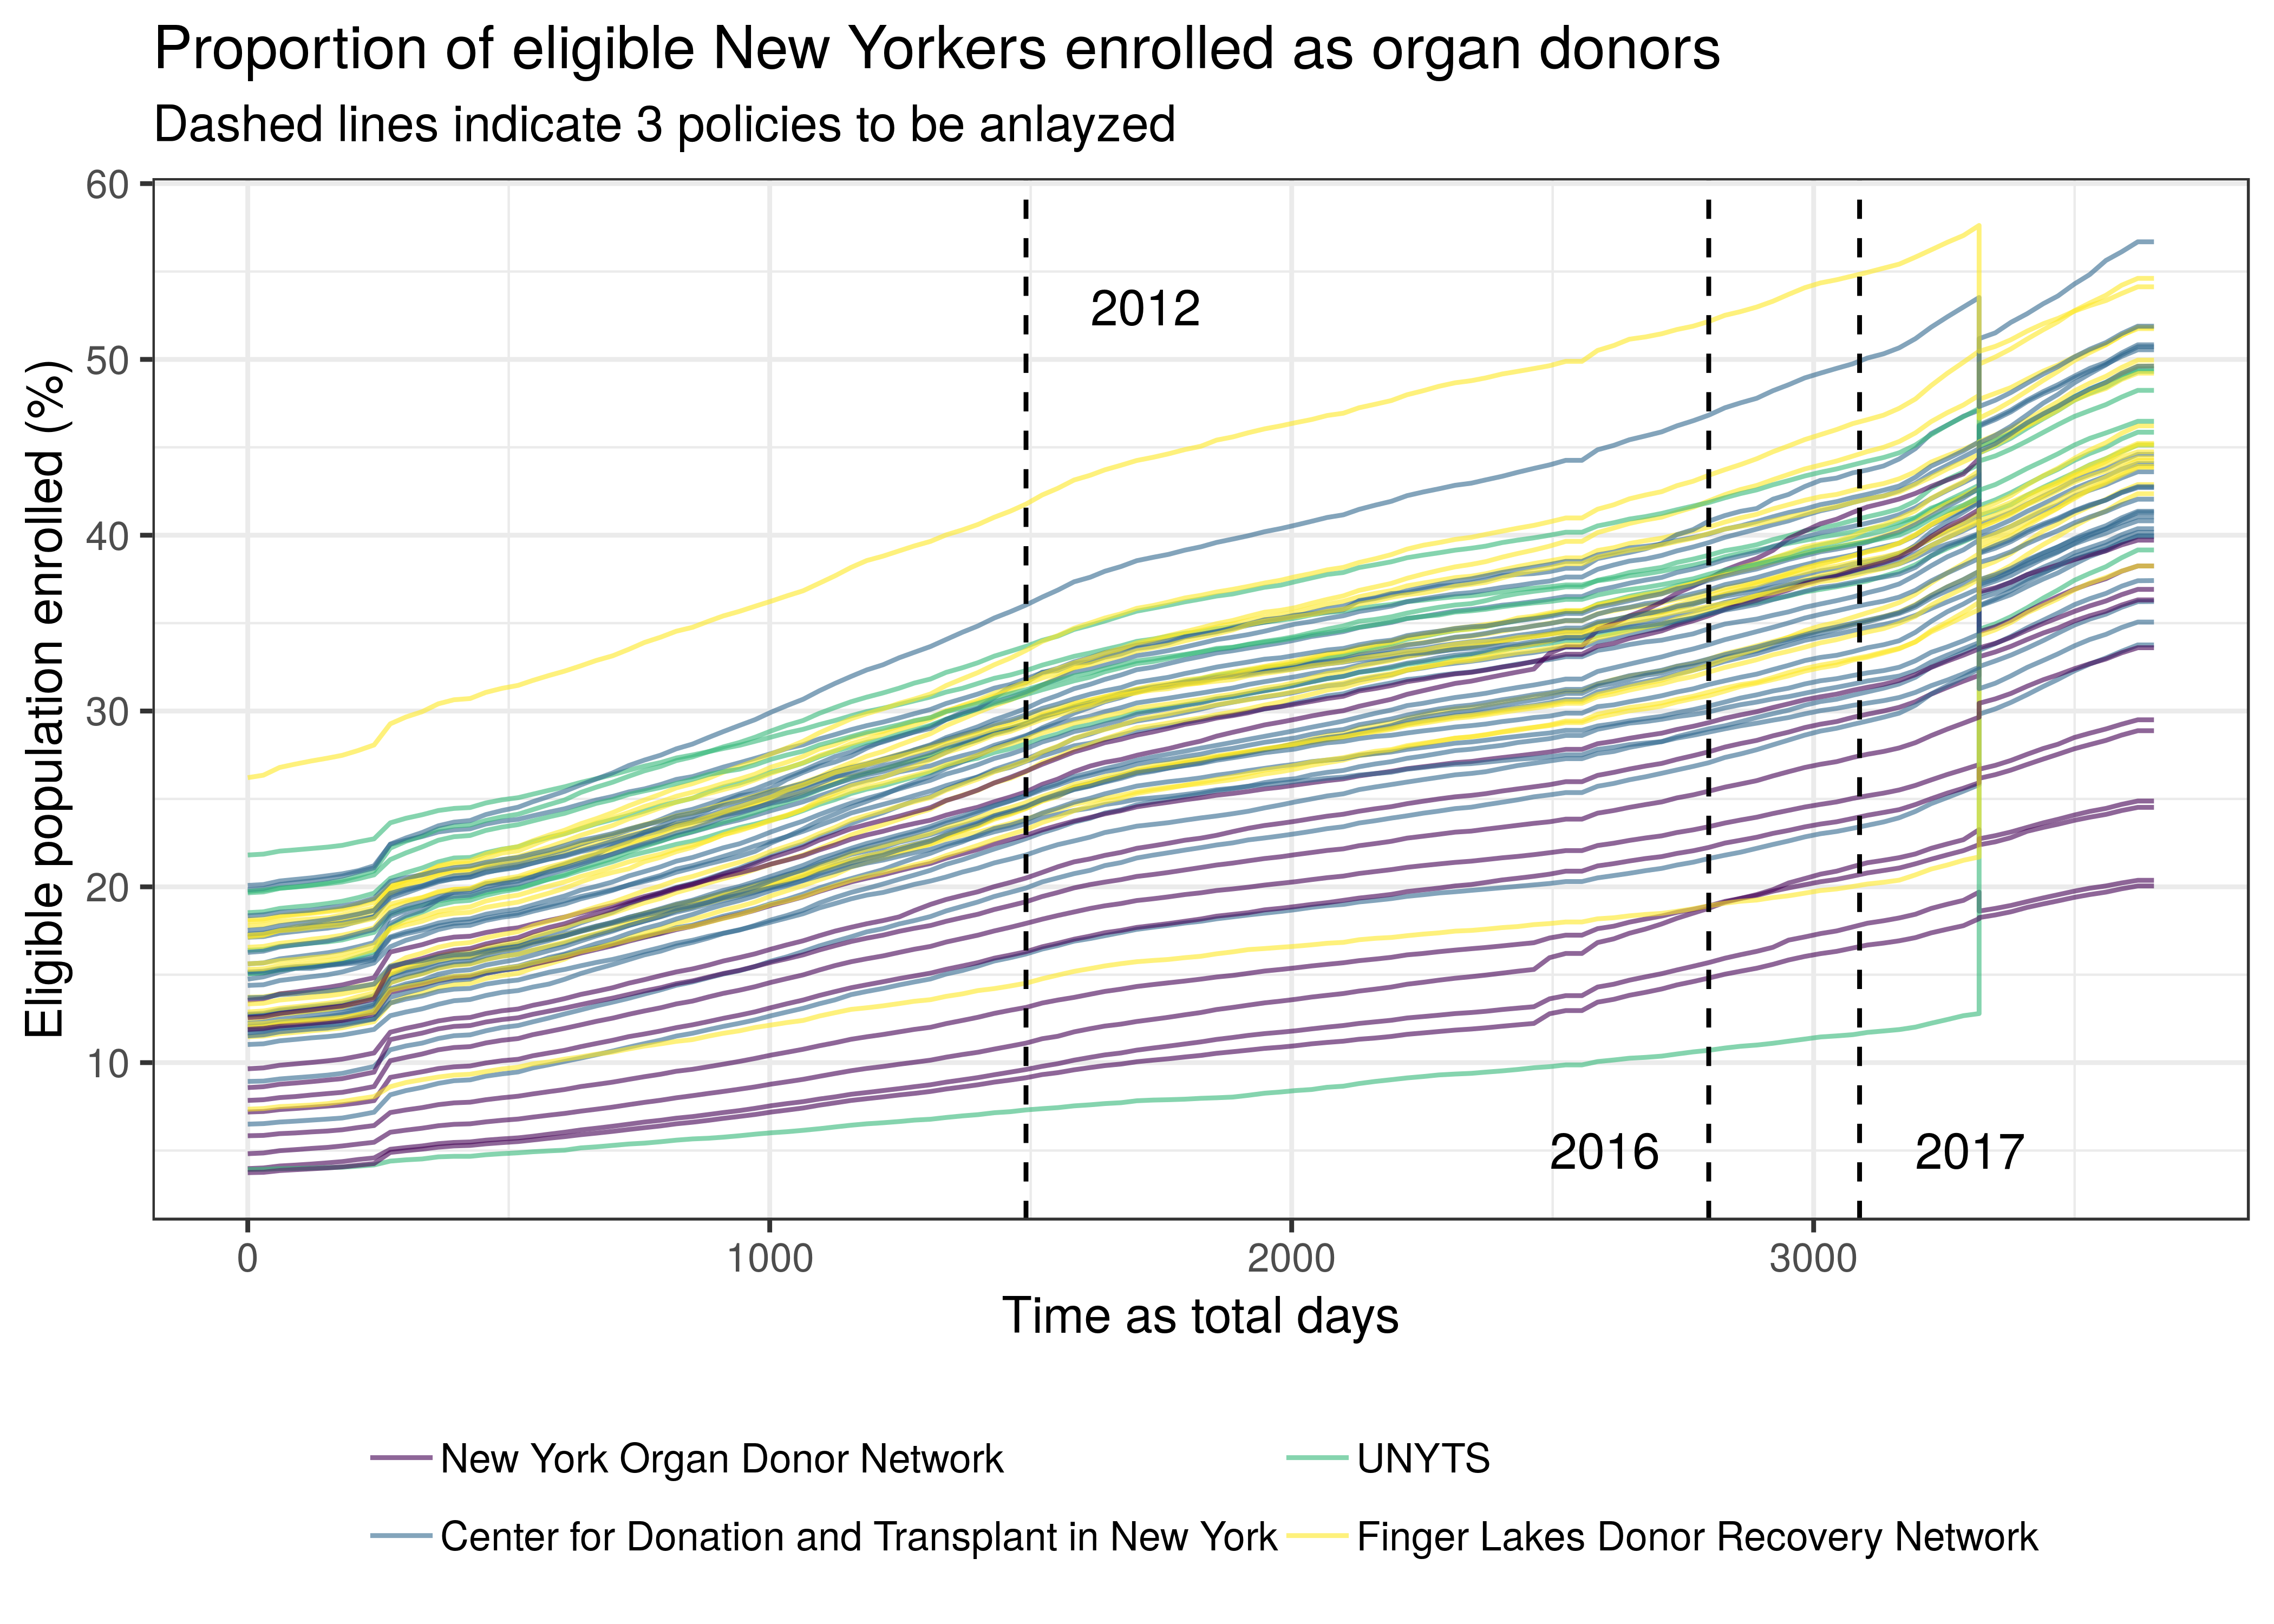 Proportion of eligible New Yorkers enrolled as organ donors
Dashed lines indicate 3 policies to be anlayzed
Eligible population enrolled (%)
60
50
40
30
20
10
2012
2016
2017
0
1000
2000
3000
Time as total days
New York Organ Donor Network
UNYTS
Center for Donation and Transplant in New York
Finger Lakes Donor Recovery Network